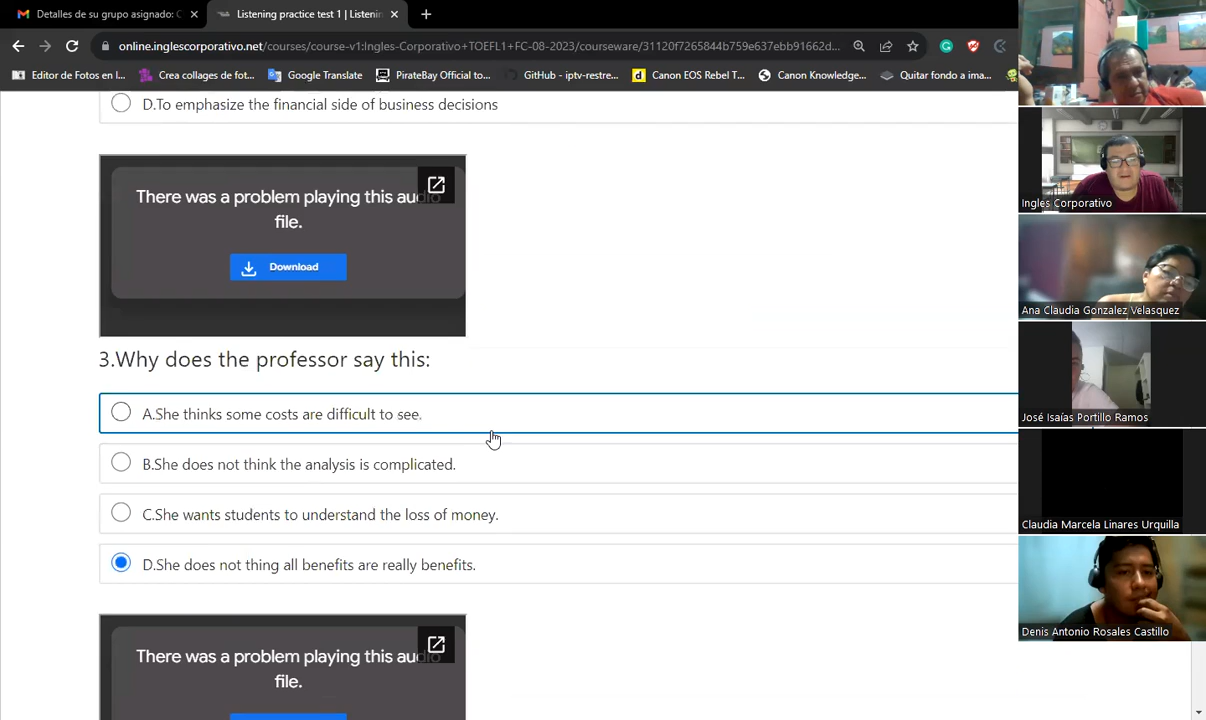 Detalles de su grupo asignado: C
Listening practice test 1 | Listenin
online.inglescorporativo.net/courses/course-v1:Ingles-Corporativo+TOEFL1+FC-08-2023/courseware/31120f7265844b759e637ebb91662d...
Editor de Fotos en l...
Crea collages de fot...
Google Translate
PirateBay Official to...
GitHub - iptv-restre...
Canon EOS Rebel T...
Canon Knowledge...
Quitar fondo a ima...
D.To emphasize the financial side of business decisions
There was a problem playing this audio
file.
Download
3.Why does the professor say this:
A.She thinks some costs are difficult to see.
B.She does not think the analysis is complicated.
C.She wants students to understand the loss of money.
D.She does not thing all benefits are really benefits.
There was a problem playing this audio
file.
Ingles Corporativo
Ana Claudia Gonzalez Velasquez
José Isaías Portillo Ramos
Claudia Marcela Linares Urquilla
Denis Antonio Rosales Castillo